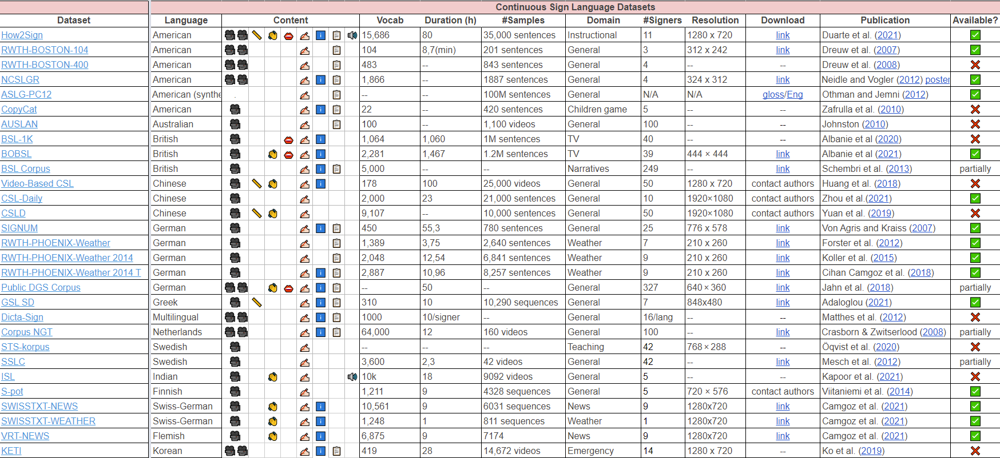 Continuous Sign Language Datasets
Dataset Language Content Vocab Duration (h) #Samples Domain #Signers Resolution Download Publication Available?
How2Sign American 15,686 80 35,000 sentences Instructional 11 1280 x 720 link Duarte et al. (2021)
RWTH-BOSTON-104 American 104 8,7(min) 201 sentences General 3 312 x 242 link Dreuw et al. (2007)
RWTH-BOSTON-400 American 483 -- 843 sentences General 4 -- -- Dreuw et al. (2008)
NCSLGR American 1,866 -- 1887 sentences General 4 324 x 312 link Neidle and Vogler (2012) poster
ASLG-PC12 American (synthe -- -- 100M sentences General N/A N/A gloss/Eng Othman and Jemni (2012)
CopyCat American 22 -- 420 sentences Children game 5 -- -- Zafrulla et al. (2010)
AUSLAN Australian 100 -- 1,100 videos General 100 -- -- Johnston (2010)
BSL-1K British 1,064 1,060 1M sentences TV 40 -- -- Albanie et al (2020)
BOBSL British 2,281 1,467 1.2M sentences TV 39 444 × 444 link Albanie et al. (2021)
BSL Corpus British 5,000 -- -- Narratives 249 -- link Schembri et al. (2013) partially
Video-Based CSL Chinese 178 100 25,000 videos General 50 1280 x 720 contact authors Huang et al. (2018)
CSL-Daily Chinese 2,000 23 21,000 sentences General 10 1920×1080 contact authors Zhou et al.(2021)
CSLD Chinese 9,107 -- 10,000 sentences General 50 1920×1080 contact authors Yuan et al. (2019)
SIGNUM German 450 55,3 780 sentences General 25 776 x 578 link Von Agris and Kraiss (2007)
RWTH-PHOENIX-Weather German 1,389 3,75 2,640 sentences Weather 7 210 x 260 link Forster et al. (2012)
RWTH-PHOENIX-Weather 2014 German 2,048 12,54 6,841 sentences Weather 9 210 x 260 link Koller et al. (2015)
RWTH-PHOENIX-Weather 2014 T German 2,887 10,96 8,257 sentences Weather 9 210 x 260 link Cihan Camgoz et al. (2018)
Public DGS Corpus German -- 50 General 327 640 × 360 link Jahn et al. (2018) partially
GSL SD Greek 310 10 10,290 sequences General 7 848x480 link Adaloglou (2021)
Dicta-Sign Multilingual 1000 10/signer -- General 16/lang -- -- Matthes et al. (2012)
Corpus NGT Netherlands 64,000 12 160 videos General 100 -- link Crasborn & Zwitserlood (2008) partially
STS-korpus Swedish -- -- -- Teaching 42 768 × 288 -- Öqvist et al. (2020)
SSLC Swedish 3,600 2,3 42 videos General 42 -- link Mesch et al. (2012) partially
ISL Indian 10k 18 9092 videos General 5 -- -- Kapoor et al. (2021)
S-pot Finnish 1,211 9 4328 sequences General 5 720 × 576 contact authors Viitaniemi et al. (2014)
SWISSTXT-NEWS Swiss-German 10,561 9 6031 sequences News 9 1280x720 link Camgoz et al. (2021)
SWISSTXT-WEATHER Swiss-German 1,248 1 811 sequences Weather 1 1280x720 link Camgoz et al. (2021)
VRT-NEWS Flemish 6,875 9 7174 News 9 1280x720 link Camgoz et al. (2021)
KETI Korean 419 28 14,672 videos Emergency 14 1280 x 720 -- Ko et al. (2019)